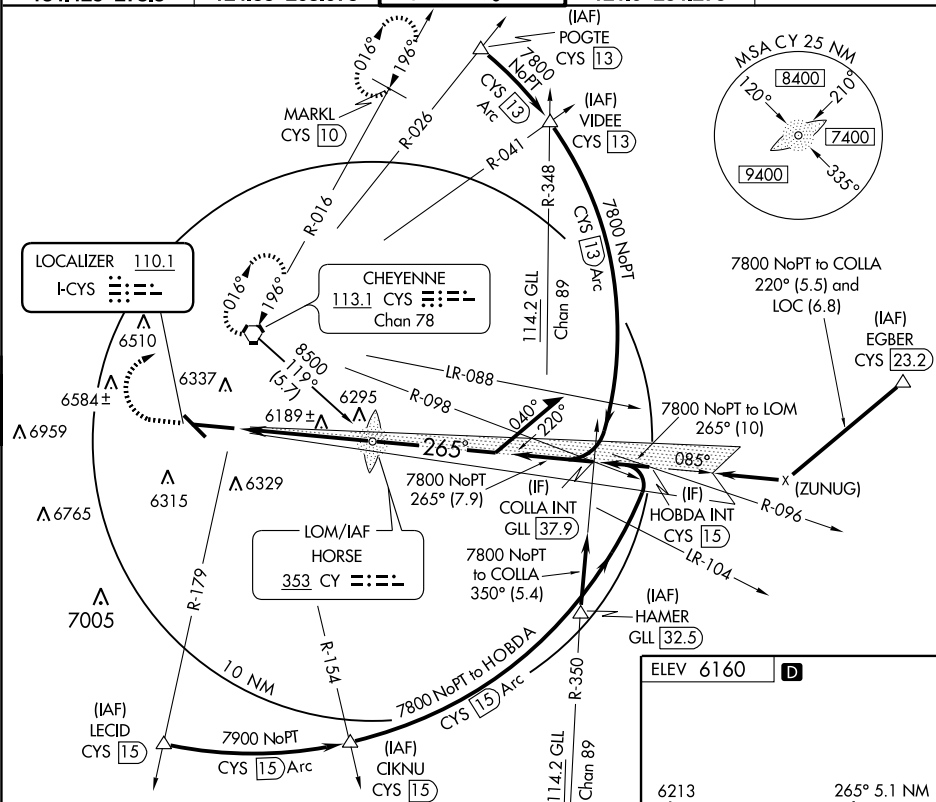 (IAF)
POGTE
CYS 13
016°
196°
MARKL
CYS 10
7800
NoPT
CYS 13
Arc
(IAF)
VIDEE
CYS 13
R-026
R-041
R-016
R-348
MSA CY 25 NM
8400
120°
210°
7400
9400
335°
7800 NoPT
CYS 13 Arc
LOCALIZER 110.1
I-CYS
016°
196°
CHEYENNE
113.1 CYS
Chan 78
114.2 GLL
Chan 89
7800 NoPT to COLLA
220° (5.5) and
LOC (6.8)
(IAF)
EGBER
CYS 23.2
6510
8500
119°
(5.7)
LR-088
R-098
6584±
6337
6295
6189±
040°
220°
7800 NoPT to LOM
265° (10)
6959
265°
085°
6315
6329
7800 NoPT
265° (7.9)
(IF)
COLLA INT
GLL 37.9
(IF)
HOBDA INT
CYS 15
(ZUNUG)
R-096
6765
LOM/IAF
HORSE
353 CY
7800 NoPT
to COLLA
350° (5.4)
LR-104
7005
R-179
R-154
(IAF)
HAMER
GLL 32.5
10 NM
7800 NoPT to HOBDA
CYS 15 Arc
R-350
114.2 GLL
Chan 89
(IAF)
LECID
CYS 15
7900 NoPT
CYS 15 Arc
(IAF)
CIKNU
CYS 15
ELEV 6160 D
6213
265° 5.1 NM